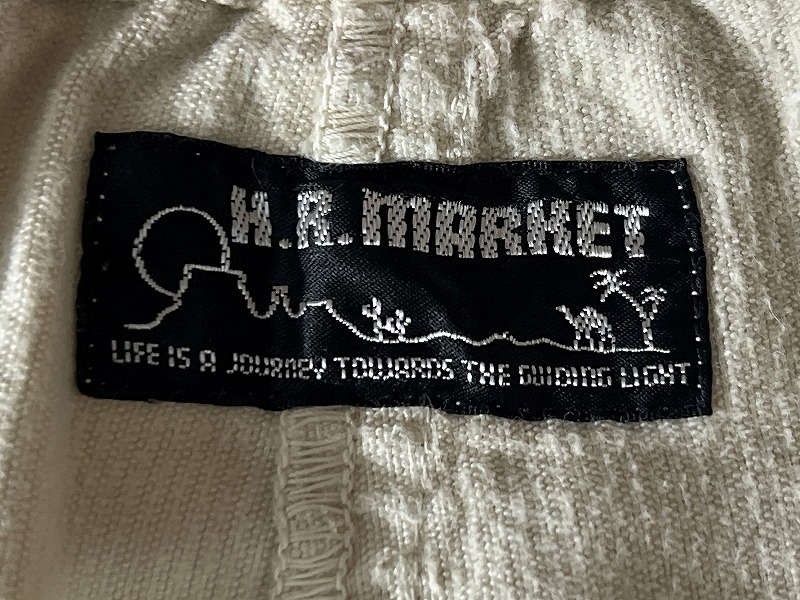 H.R.MARKET
LIFE IS A JOURNEY TOWARDS THE GUIDING LIGHT